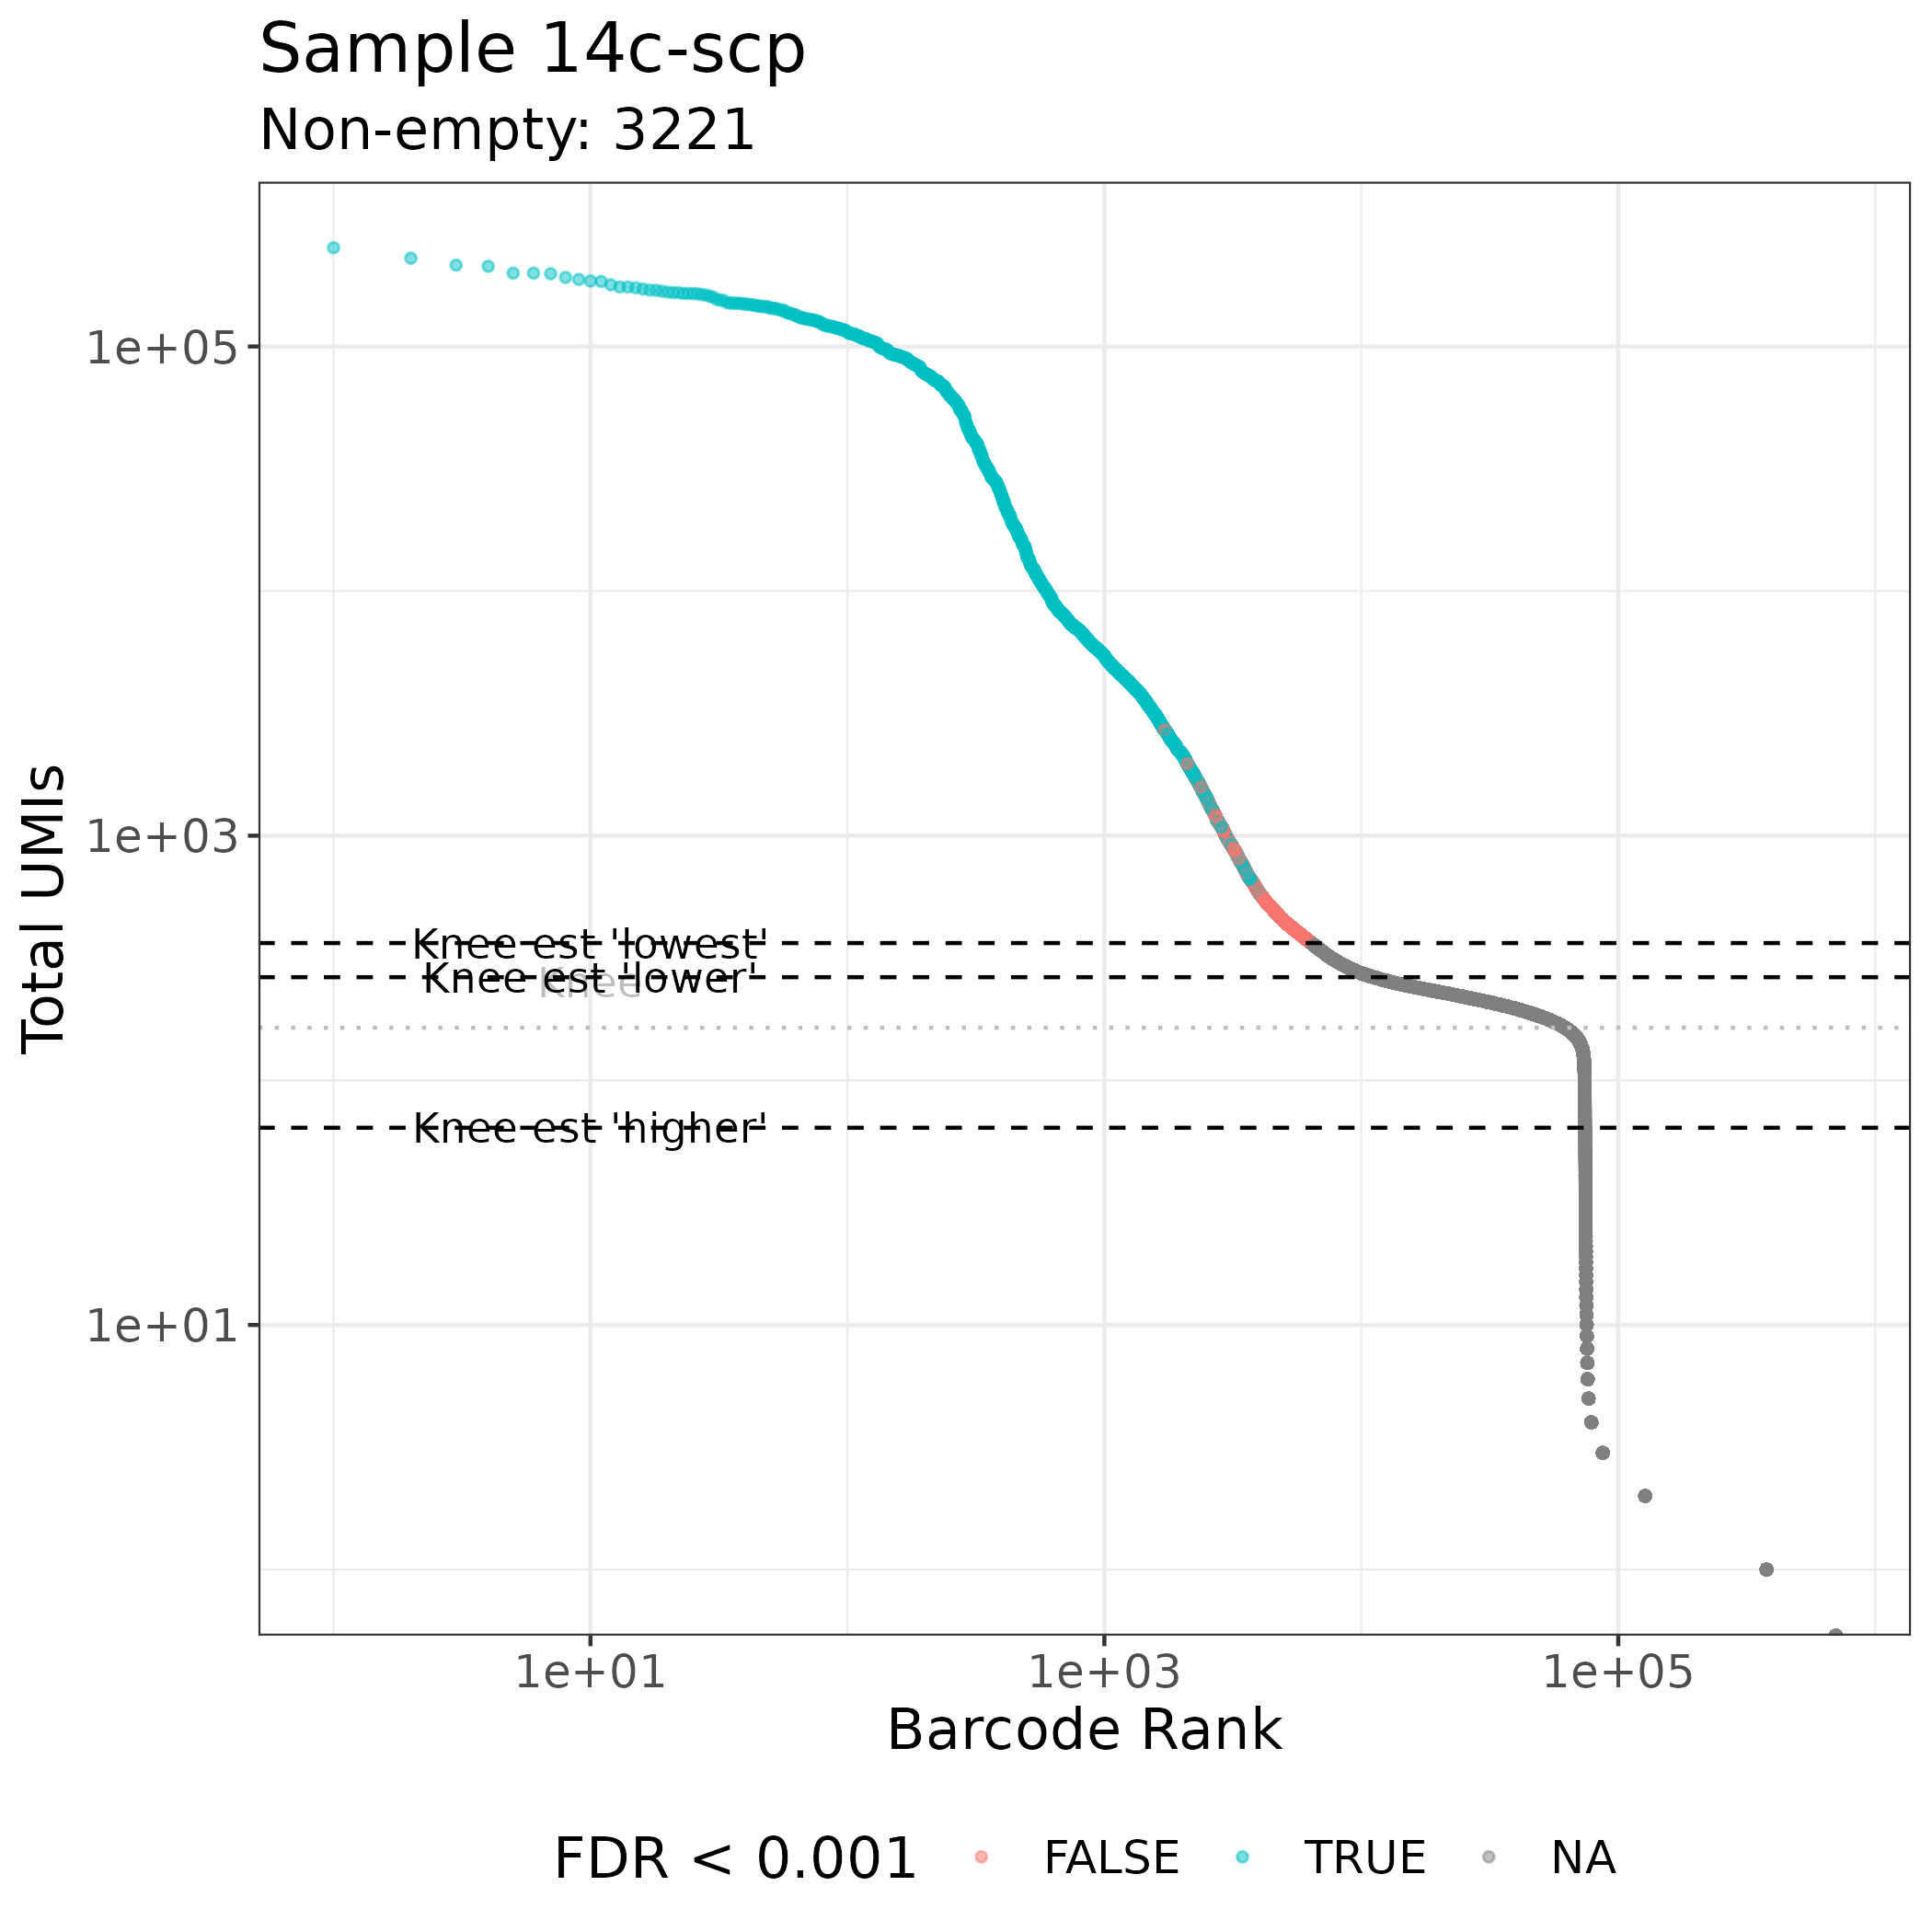 Sample 14c-scp
Non-empty: 3221
1e+05
1e+03
1e+01
Total UMIs
Knee est 'lowest'
Knee est 'lower'
Knee
Knee est 'higher'
1e+01 1e+03 1e+05
Barcode Rank
FDR < 0.001 FALSE TRUE NA